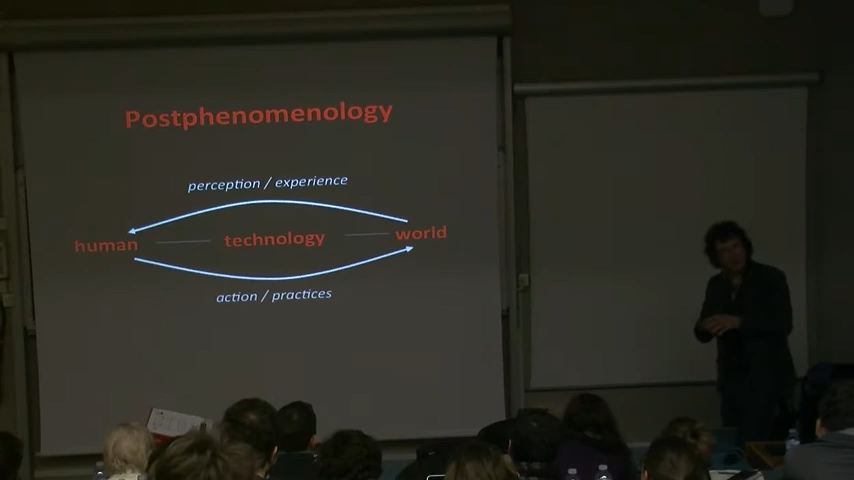 Postphenomenology
perception / experience
human technology world
action / practices